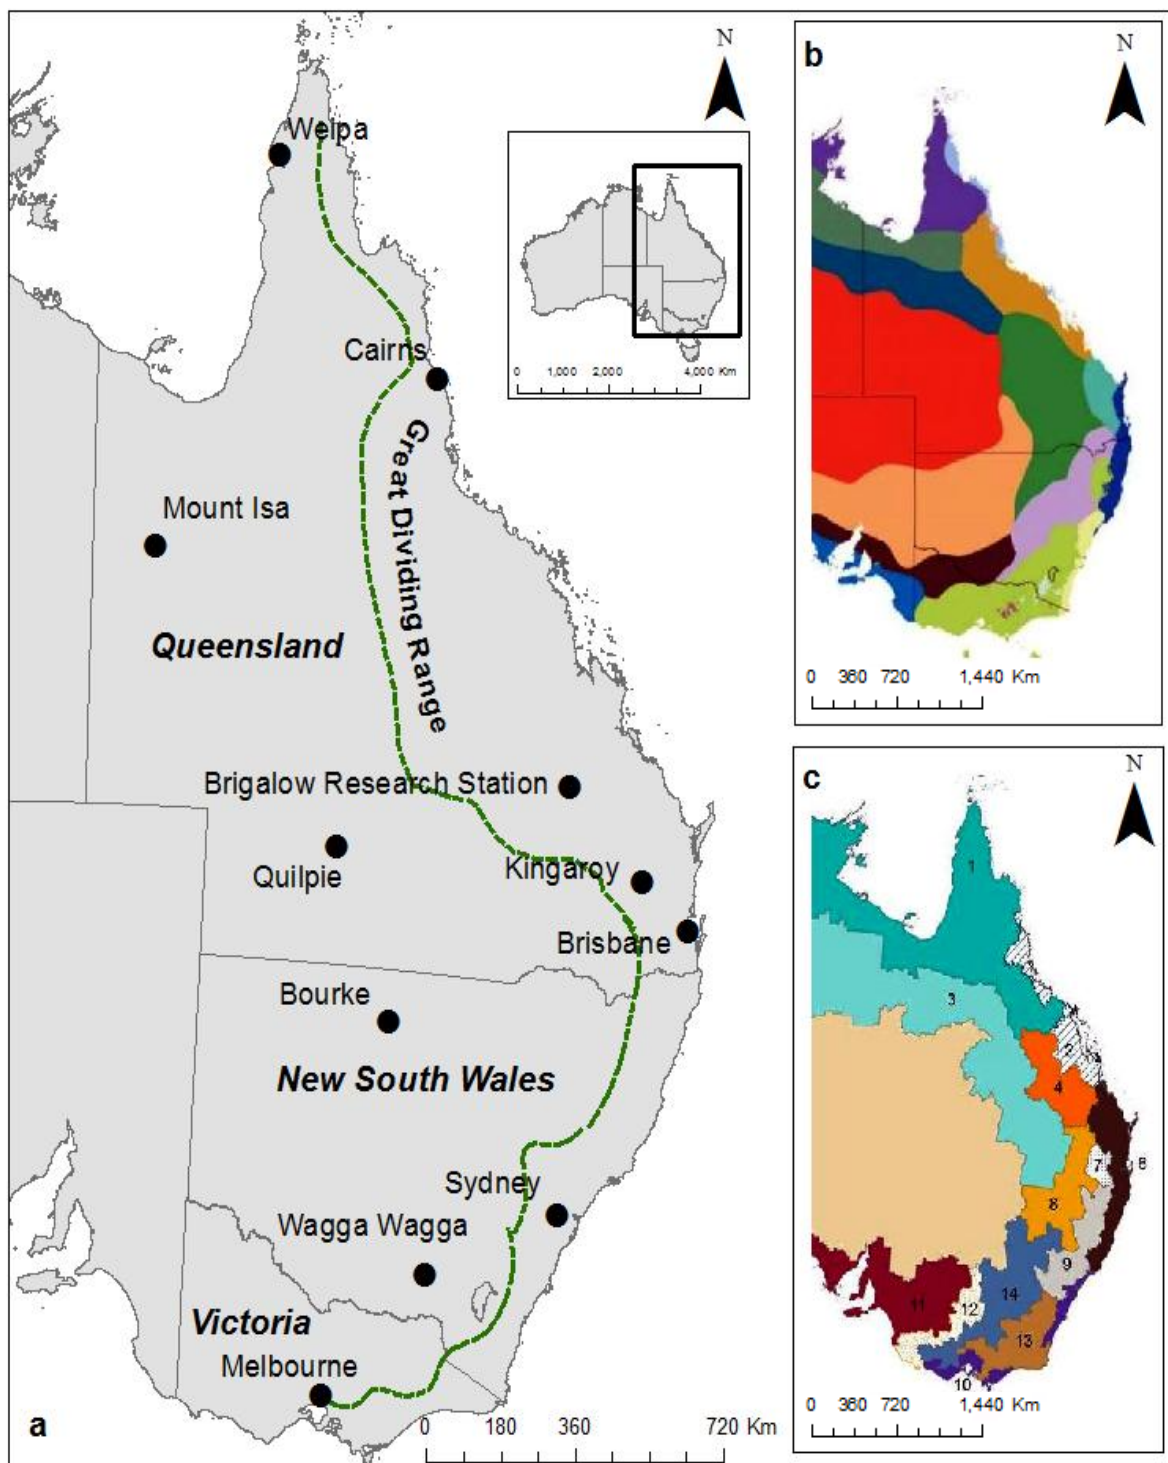 N
Weipa
0 1,000 2,000 4,000 Km
Cairns
Great Dividing Range
Mount Isa
Queensland
Brigalow Research Station
Quilpie
Kingaroy
Brisbane
Bourke
New South Wales
Sydney
Wagga Wagga
Victoria
Melbourne
a
0 180 360 720 Km
b
N
0 360 720 1,440 Km
c
N
1
3
2
4
7
8
8
9
14
11
12
13
10
0 360 720 1,440 Km